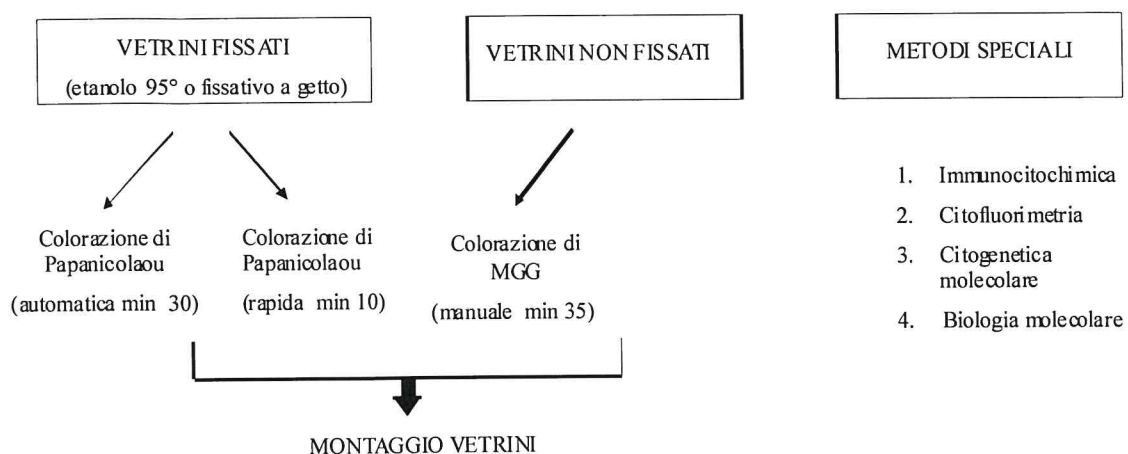 VETRINI FISSATI
(etanolo 95° o fissativo a getto)
VETRINI NON FISSATI
METODI SPECIALI
Colorazione di
Papanicolaou
(automatica min 30)
Colorazione di
Papanicolaou
(rapida min 10)
Colorazione di
MGG
(manuale min 35)
1. Immunocitochimica
2. Citofluorimetria
3. Citogenetica
molecolare
4. Biologia molecolare
MONTAGGIO VETRINI